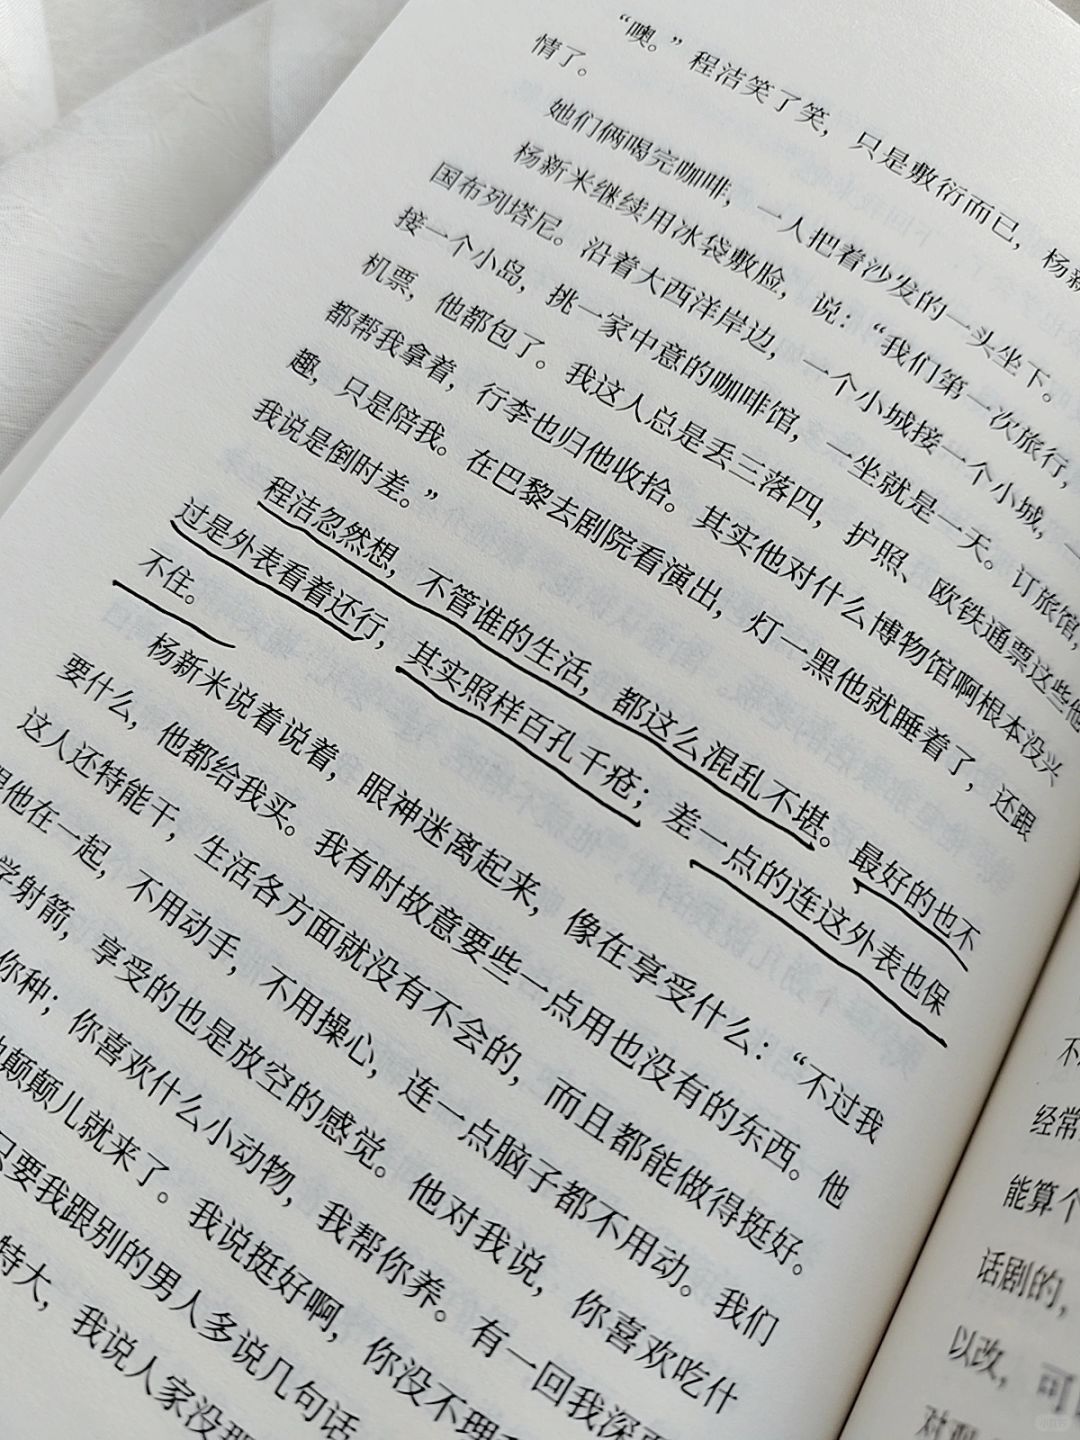 “噢。”程洁笑了笑，只是敷衍而已，杨新
情了。
她们俩喝完咖啡，一人把着沙发的一头坐下。
杨新米继续用冰袋敷脸，说：“我们第一次旅行，
国布列塔尼。沿着大西洋岸边，一个小城接一个小城，一
接一个小岛，挑一家中意的咖啡馆，一坐就是一天。订旅馆，
机票，他都包了。我这人总是丢三落四，护照、欧铁通票这些他
都帮我拿着，行李也归他收拾。其实他对什么博物馆啊根本没兴
趣，只是陪我。在巴黎去剧院看演出，灯一黑他就睡着了，还跟
我说是倒时差。”
程洁忽然想，不管谁的生活，都这么混乱不堪。最好的也不
过是外表看着还行，其实照样百孔千疮；差一点的连这外表也保
不住。
杨新米说着说着，眼神迷离起来，像在享受什么：“不过我
要什么，他都给我买。我有时故意要些一点用也没有的东西。他
这人还特能干，生活各方面就没有不会的，而且都能做得挺好。
跟他在一起，不用动手，不用操心，连一点脑子都不用动。我们
学射箭，享受的也是放空的感觉。他对我说，你喜欢吃什
你种；你喜欢什么小动物，我帮你养。有一回我深更
颠颠儿就来了。我说挺好啊，你没不理
只要我跟别的男人多说几句话
特大，我说人家没那
不
经常
能算个
话剧的，
以改，可
对